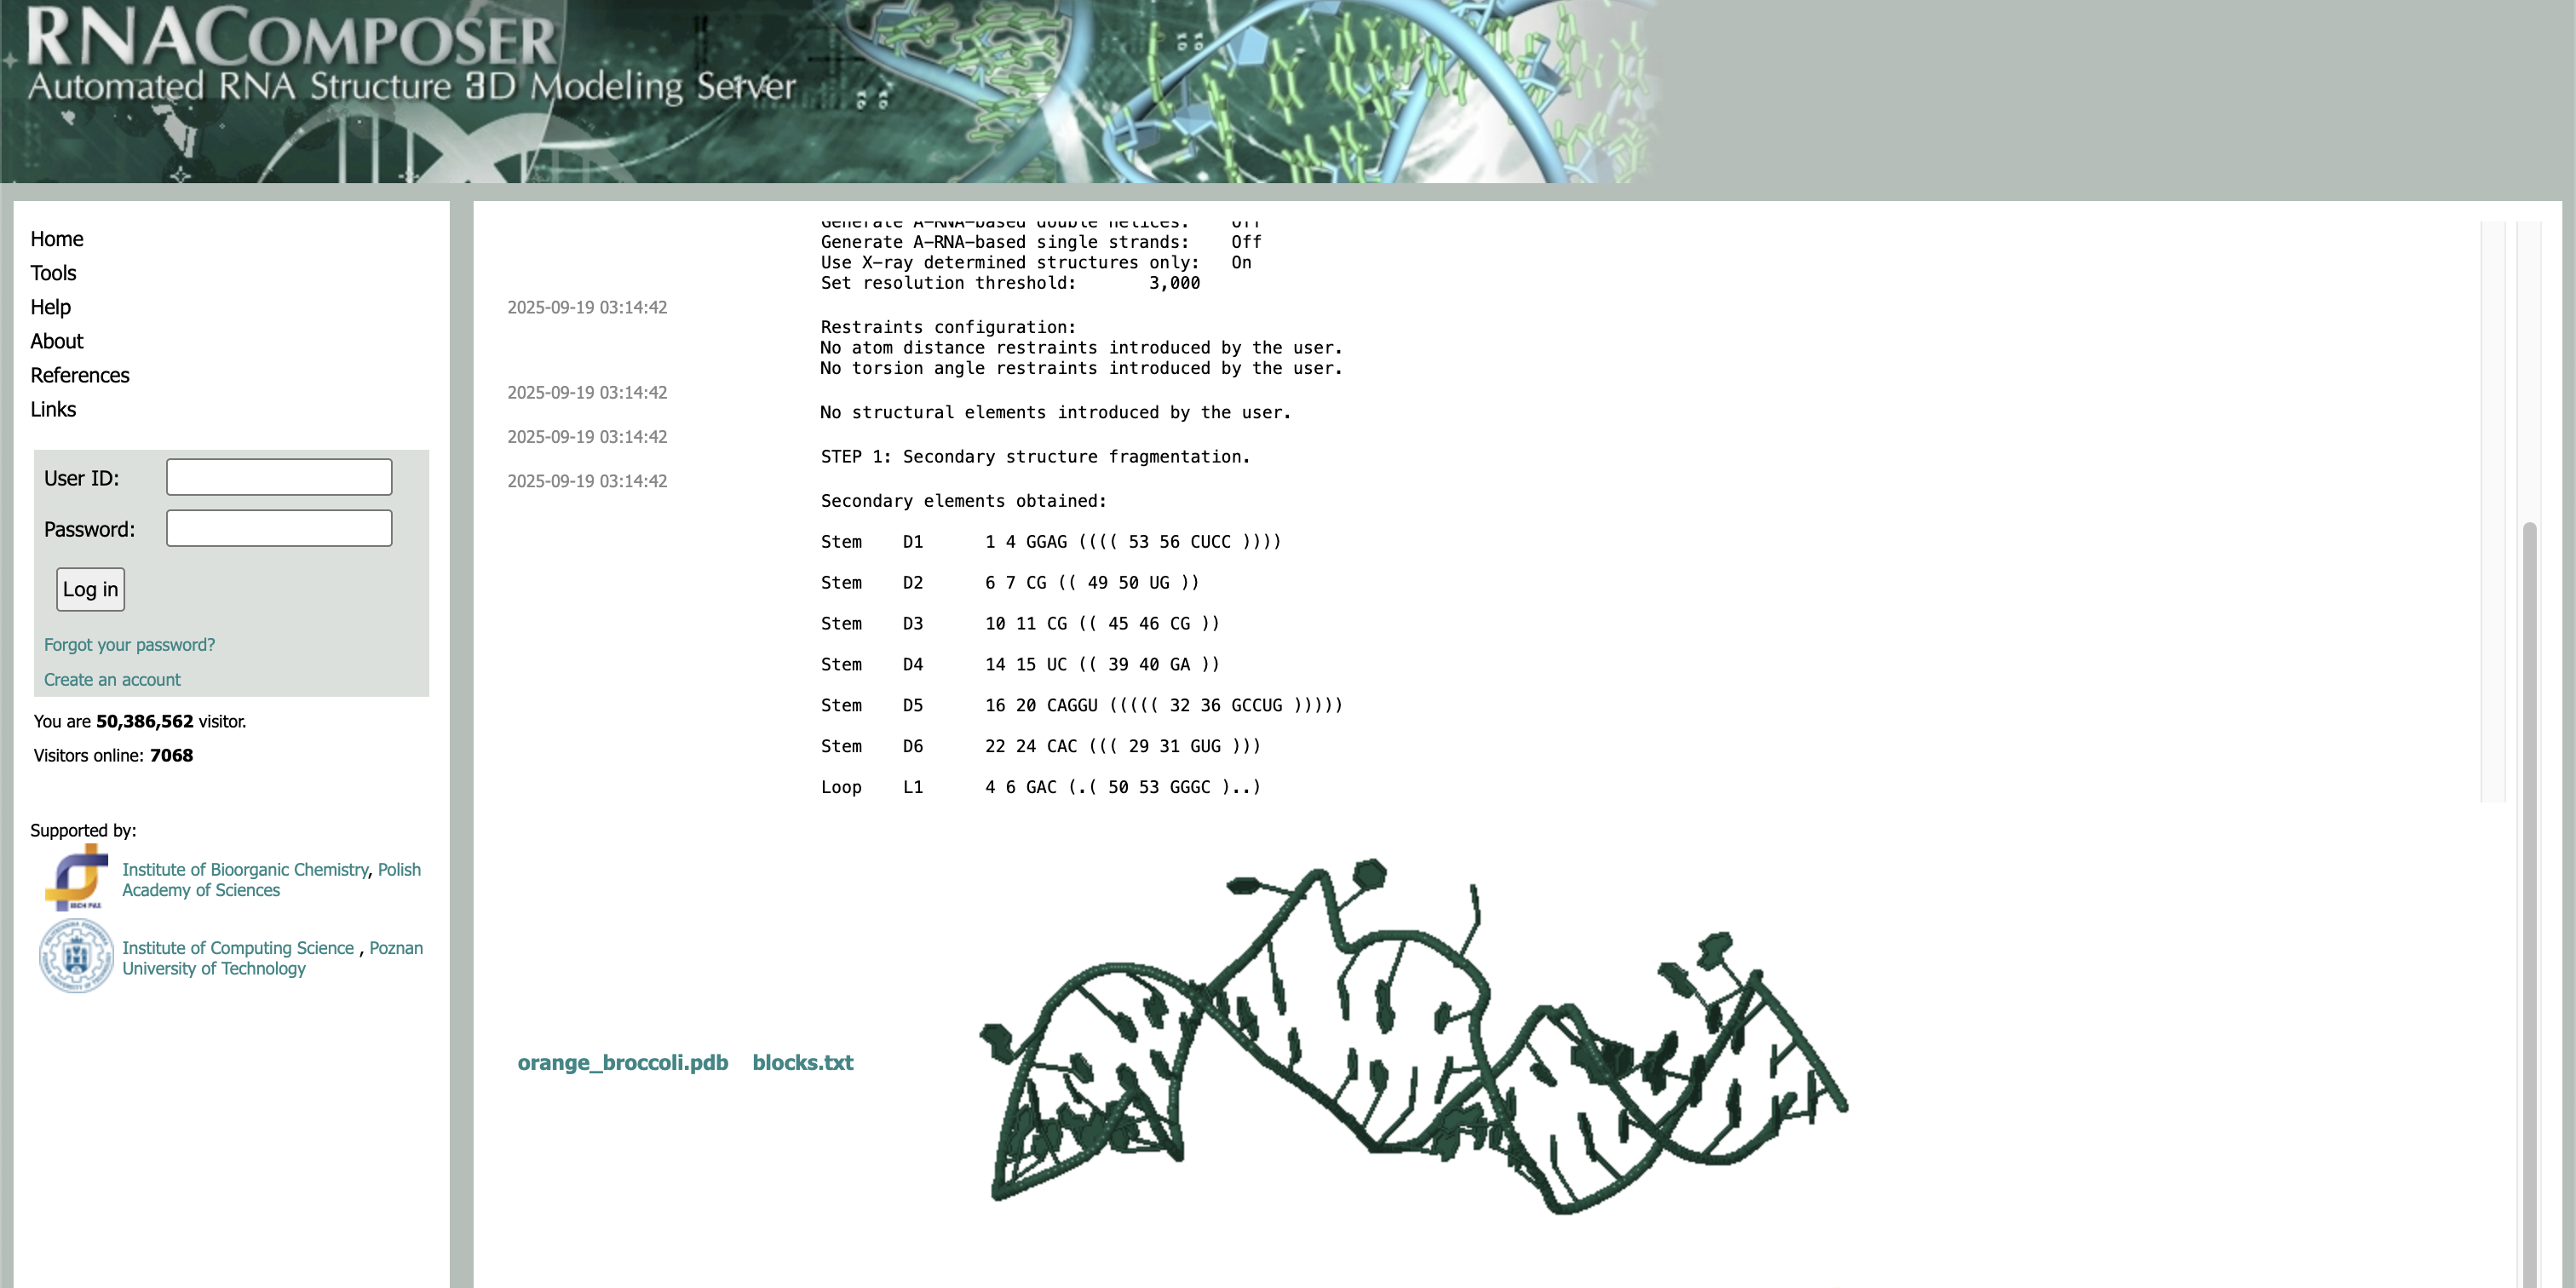 RNACOMPOSER
Automated RNA Structure 3D Modeling Server
Home
Tools
Help
About
References
Links
User ID:
Password:
Log in
Forgot your password?
Create an account
You are 50,386,562 visitor.
Visitors online: 7068
Supported by:
Institute of Bioorganic Chemistry, Polish
Academy of Sciences
Institute of Computing Science , Poznan
University of Technology
Generate A-RNA-based double helices: Off
Generate A-RNA-based single strands: Off
Use X-ray determined structures only: On
Set resolution threshold: 3,000
2025-09-19 03:14:42
Restraints configuration:
No atom distance restraints introduced by the user.
No torsion angle restraints introduced by the user.
2025-09-19 03:14:42
No structural elements introduced by the user.
2025-09-19 03:14:42
STEP 1: Secondary structure fragmentation.
2025-09-19 03:14:42
Secondary elements obtained:
Stem D1 1 4 GGAG (((( 53 56 CUCC ))))
Stem D2 6 7 CG (( 49 50 UG ))
Stem D3 10 11 CG (( 45 46 CG ))
Stem D4 14 15 UC (( 39 40 GA ))
Stem D5 16 20 CAGGU ((((( 32 36 GCCUG )))))
Stem D6 22 24 CAC ((( 29 31 GUG )))
Loop L1 4 6 GAC (.( 50 53 GGGC )..)
orange_broccoli.pdb blocks.txt